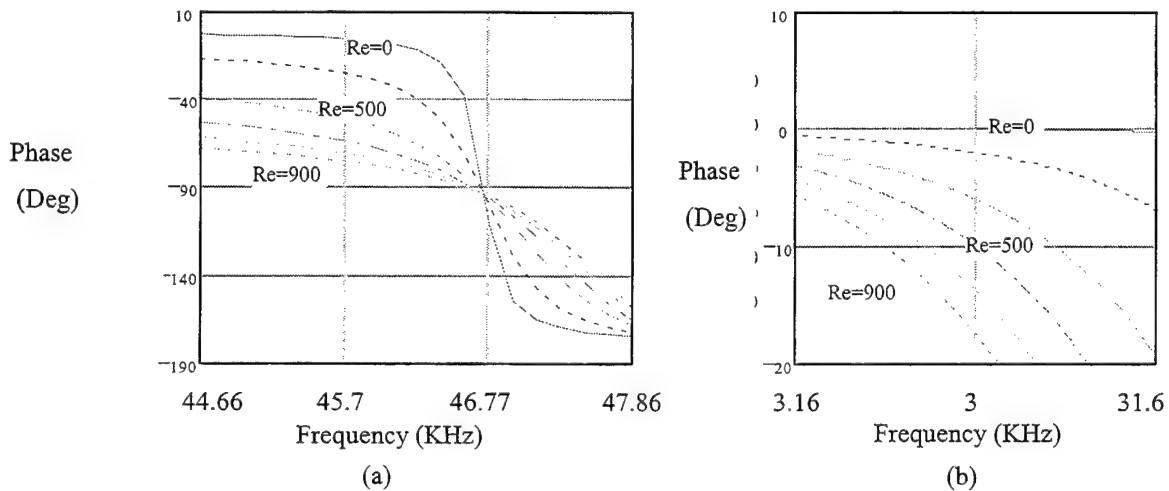 10
Re=0
-40
Re=500
Phase
(Deg)
Re=900
-90
-140
-190
44.66 45.7 46.77 47.86
Frequency (KHz)
(a)
10
)
0
Re=0
)
Phase
(Deg)
)
-10
Re=500
Re=900
)
-20
3.16 3 31.6
Frequency (KHz)
(b)